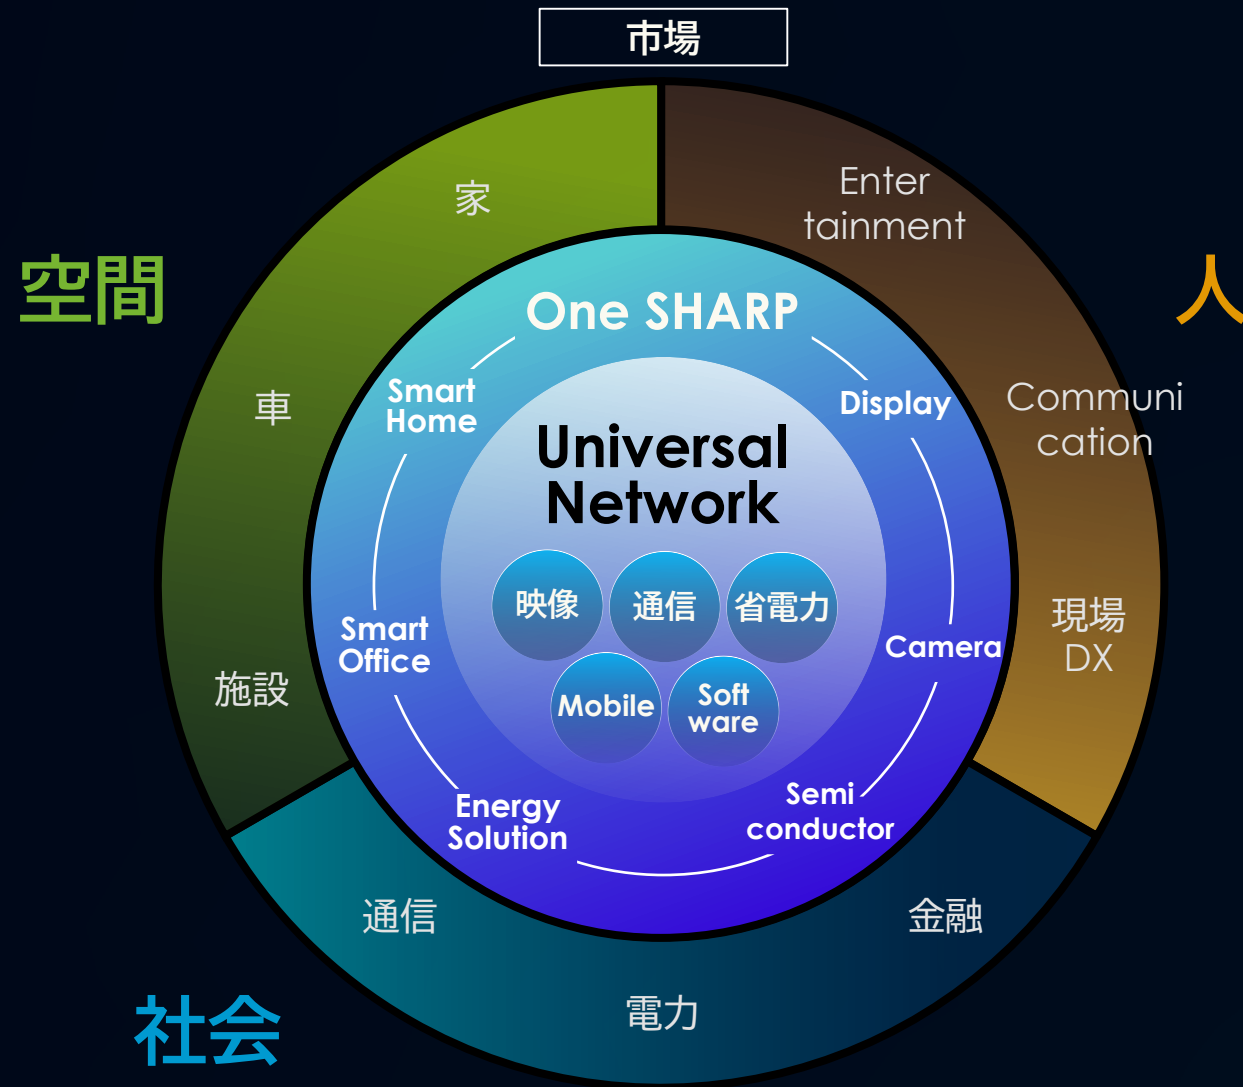 市場
空間
人
家
車
施設
Enter
tainment
Communi
cation
現場
DX
社会
通信
電力
金融
One SHARP
Smart
Home
Display
Smart
Office
Camera
Energy
Solution
Semi
conductor
Universal
Network
映像
通信
省電力
Mobile
Soft
ware